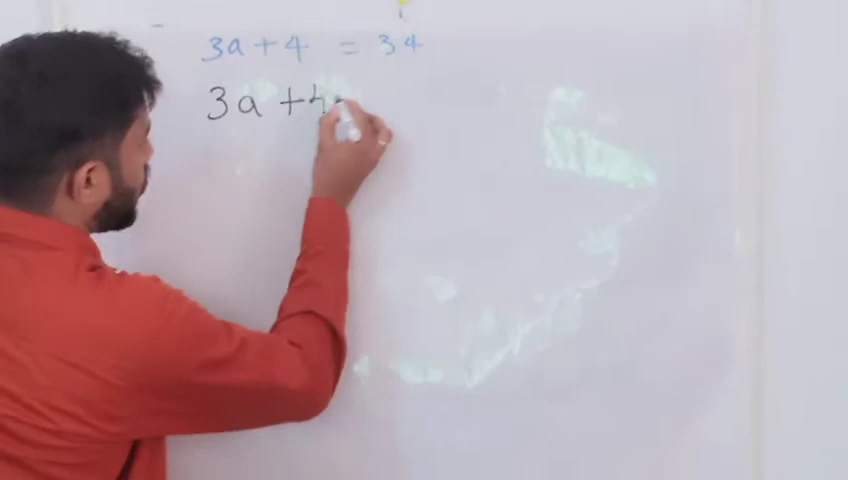 3a + 4 = 34
3a + 4